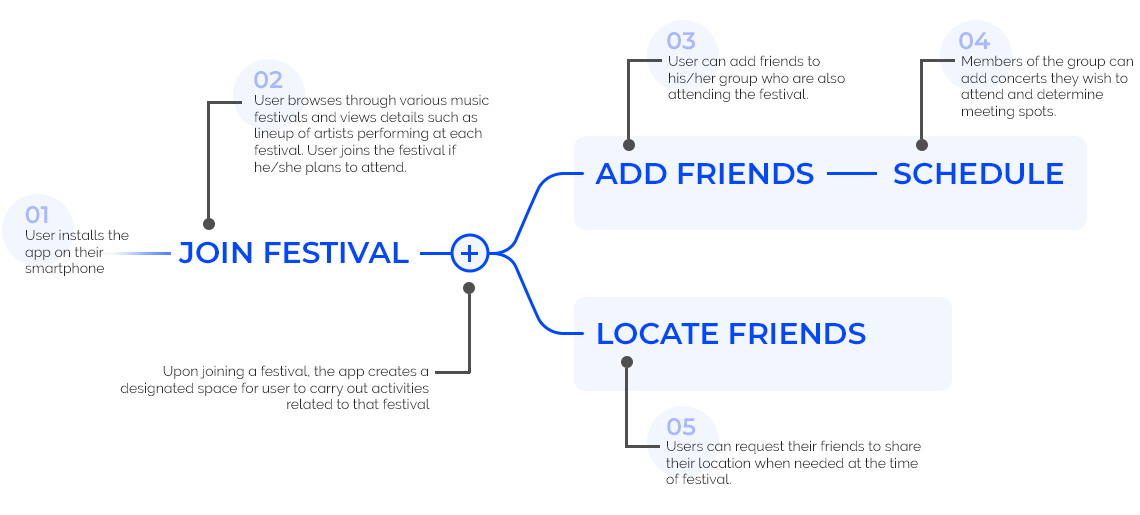 01
User installs the
app on their
smartphone
02
User browses through various music
festivals and views details such as
lineup of artists performing at each
festival. User joins the festival if
he/she plans to attend.
JOIN FESTIVAL
Upon joining a festival, the app creates a
designated space for user to carry out activities
related to that festival
03
User can add friends to
his/her group who are also
attending the festival.
ADD FRIENDS
04
Members of the group can
add concerts they wish to
attend and determine
meeting spots.
SCHEDULE
LOCATE FRIENDS
05
Users can request their friends to share
their location when needed at the time
of festival.